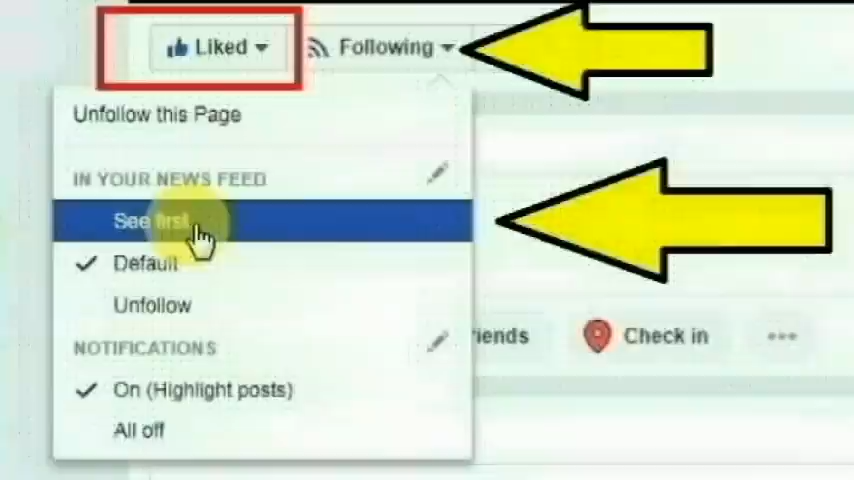 Liked
Following
Unfollow this Page
IN YOUR NEWS FEED
See first
Default
Unfollow
riends
Check in
NOTIFICATIONS
On (Highlight posts)
All off